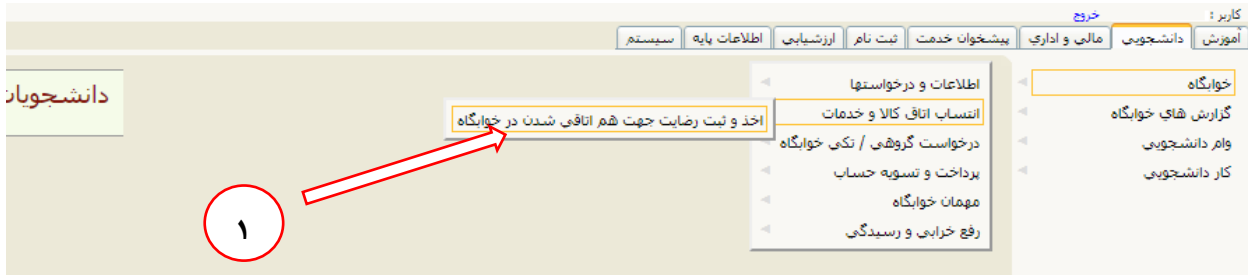 کاربر : خروج
آموزش دانشجویی مالی و اداری پیشخوان خدمت ثبت نام ارزشیابی اطلاعات پایه سیستم
خوابگاه
گزارش هاي خوابگاه
وام دانشجویی
کار دانشجویی
اطلاعات و درخواستها
انتساب اتاق کالا و خدمات
درخواست گروهی / تکی خوابگاه
پرداخت و تسویه حساب
مهمان خوابگاه
رفع خرابی و رسیدگی
اخذ و ثبت رضایت جهت هم اتاقی شدن در خوابگاه
دانشجویان
۱